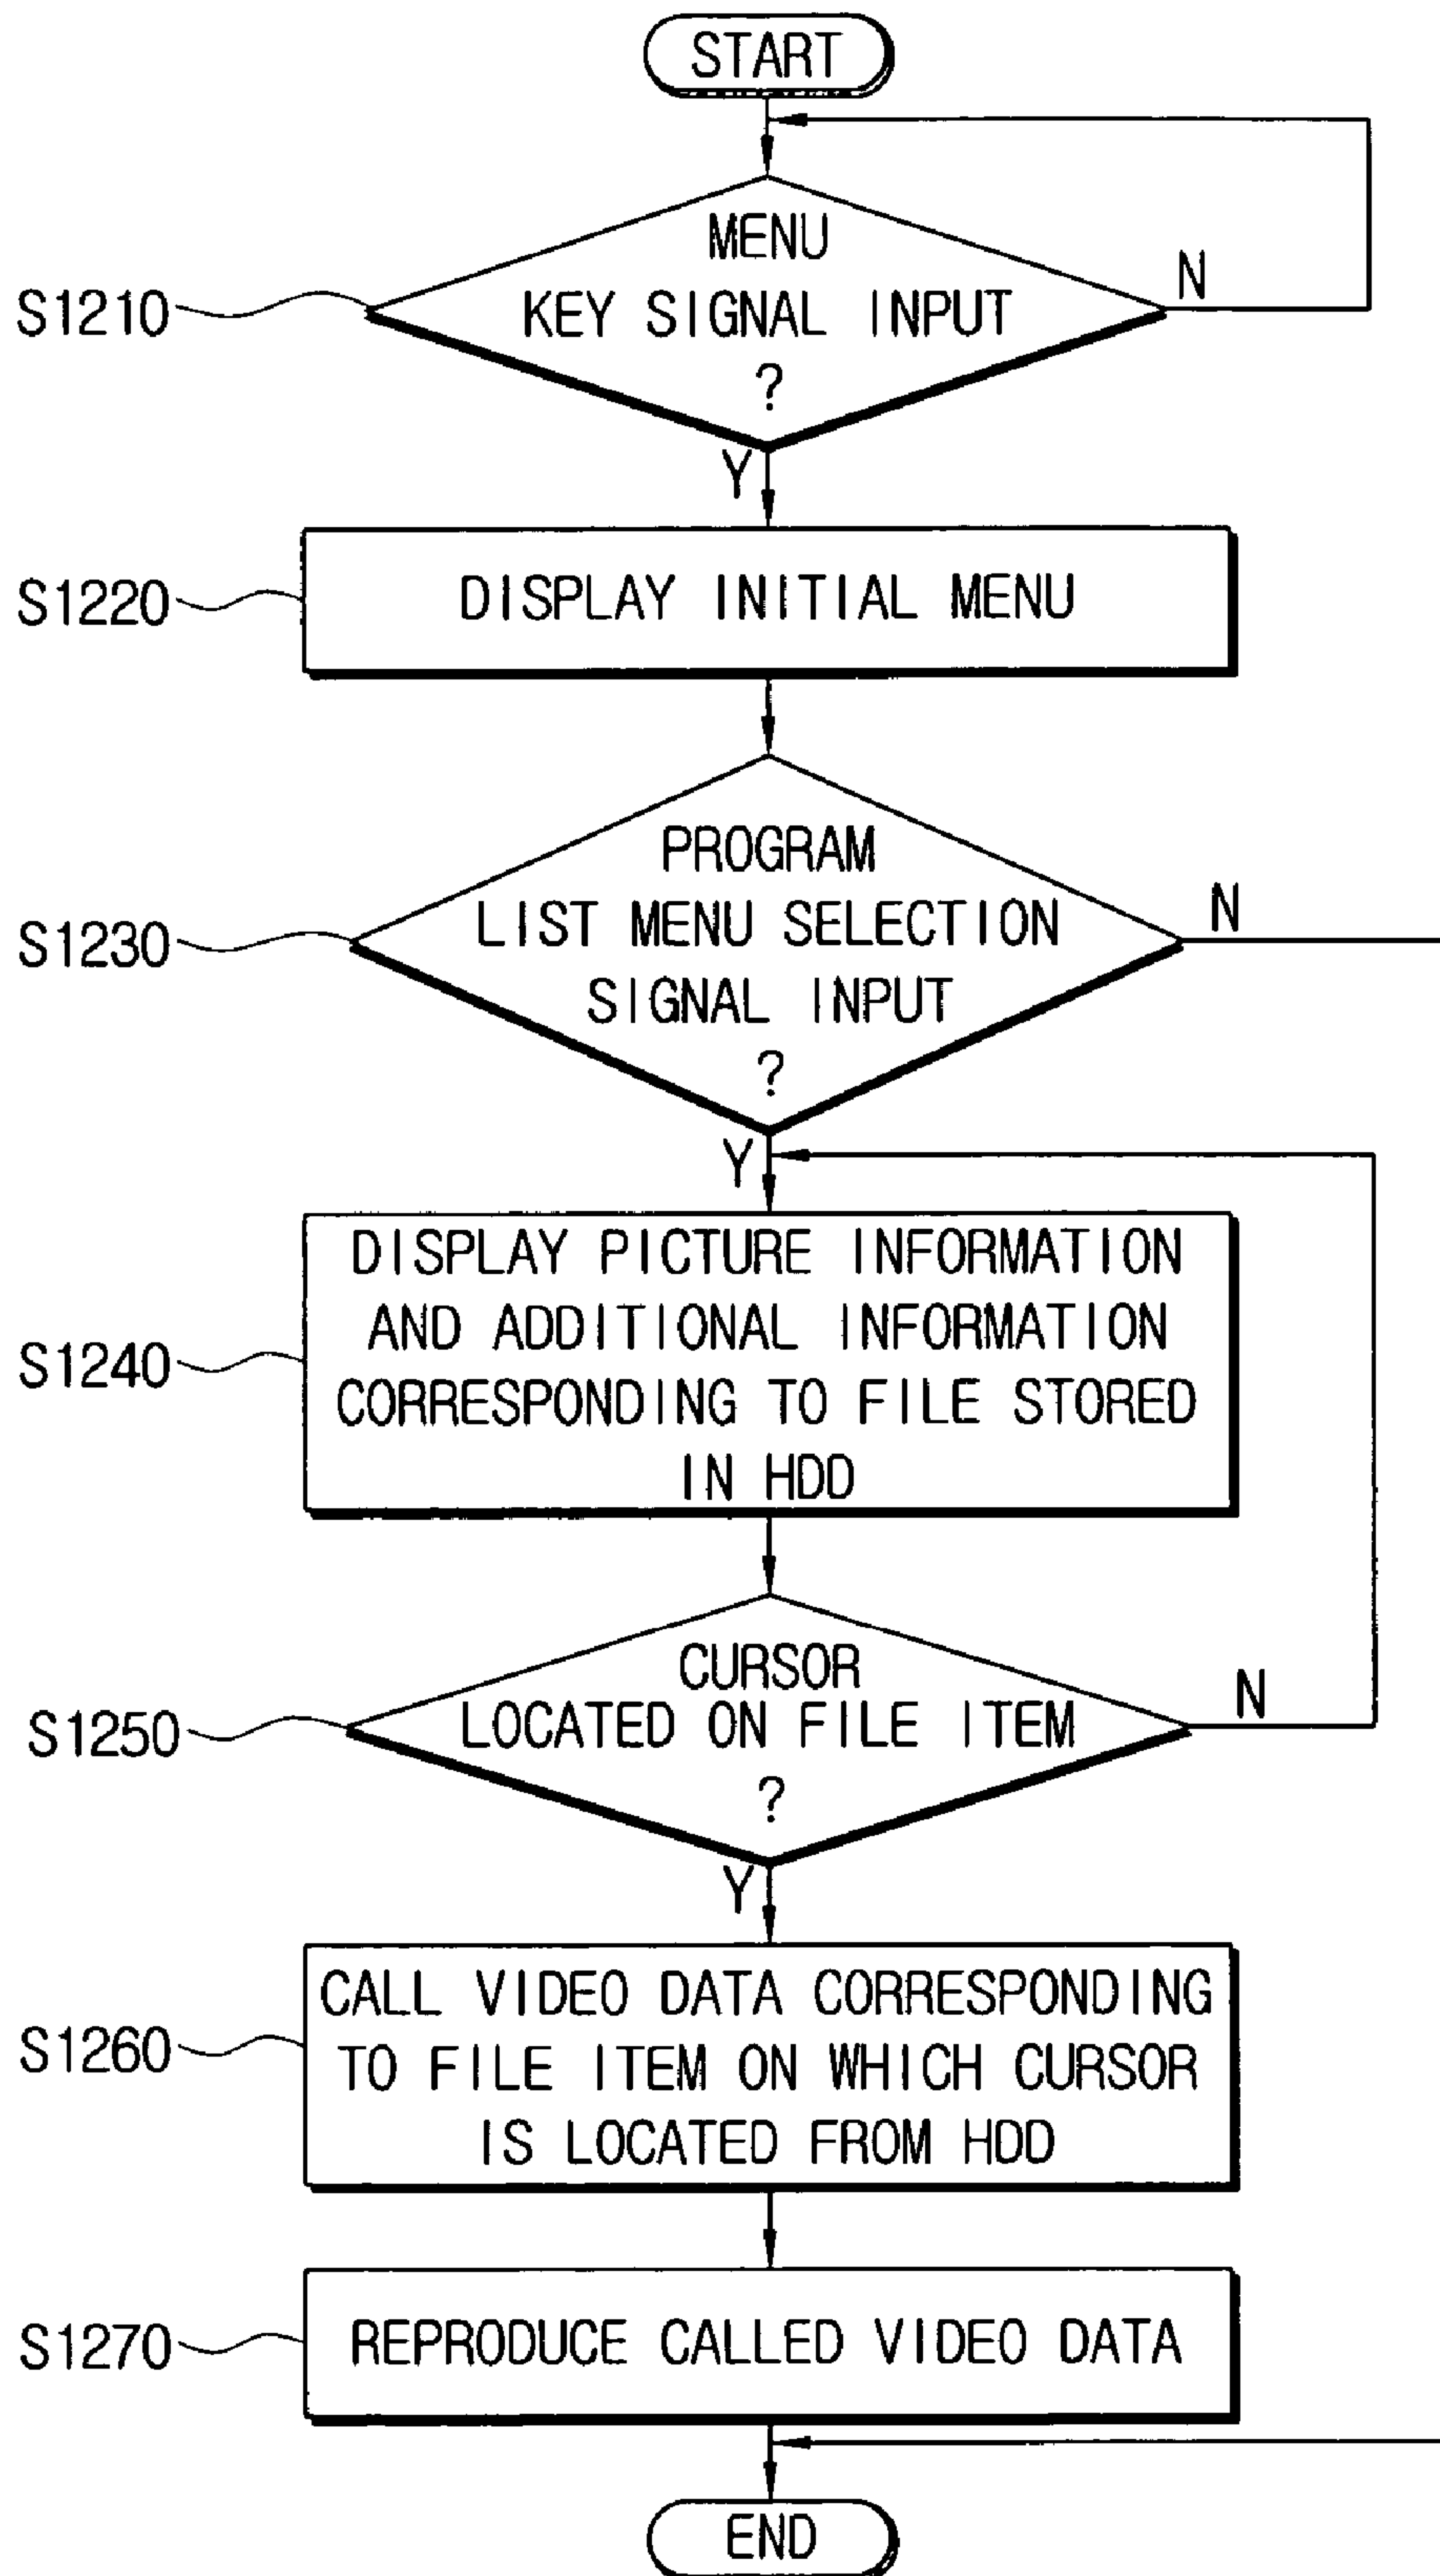 START
MENU
KEY SIGNAL INPUT
?
N
S1210
Y
DISPLAY INITIAL MENU
S1220
PROGRAM
LIST MENU SELECTION
SIGNAL INPUT
?
N
S1230
Y
DISPLAY PICTURE INFORMATION
AND ADDITIONAL INFORMATION
CORRESPONDING TO FILE STORED
IN HDD
S1240
CURSOR
LOCATED ON FILE ITEM
?
N
S1250
Y
CALL VIDEO DATA CORRESPONDING
TO FILE ITEM ON WHICH CURSOR
IS LOCATED FROM HDD
S1260
REPRODUCE CALLED VIDEO DATA
S1270
END